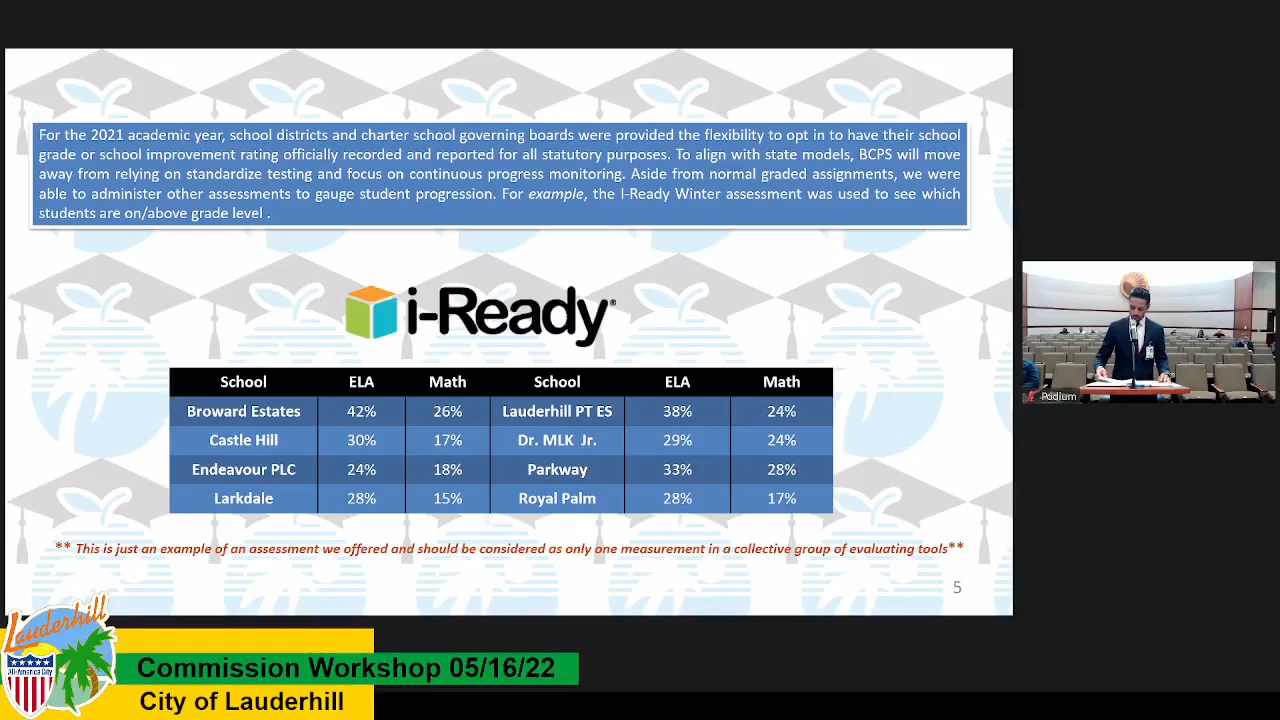 For the 2021 academic year, school districts and charter school governing boards were provided the flexibility to opt in to have their school
grade or school improvement rating officially recorded and reported for all statutory purposes. To align with state models, BCPS will move
away from relying on standardize testing and focus on continuous progress monitoring. Aside from normal graded assignments, we were
able to administer other assessments to gauge student progression. For example, the I-Ready Winter assessment was used to see which
students are on/above grade level .
i-Ready®
School ELA Math School ELA Math
Broward Estates 42% 26% Lauderhill PT ES 38% 24%
Castle Hill 30% 17% Dr. MLK Jr. 29% 24%
Endeavour PLC 24% 18% Parkway 33% 28%
Larkdale 28% 15% Royal Palm 28% 17%
** This is just an example of an assessment we offered and should be considered as only one measurement in a collective group of evaluating tools**
5
Podium
Lauderhill
All-America City
Commission Workshop 05/16/22
City of Lauderhill